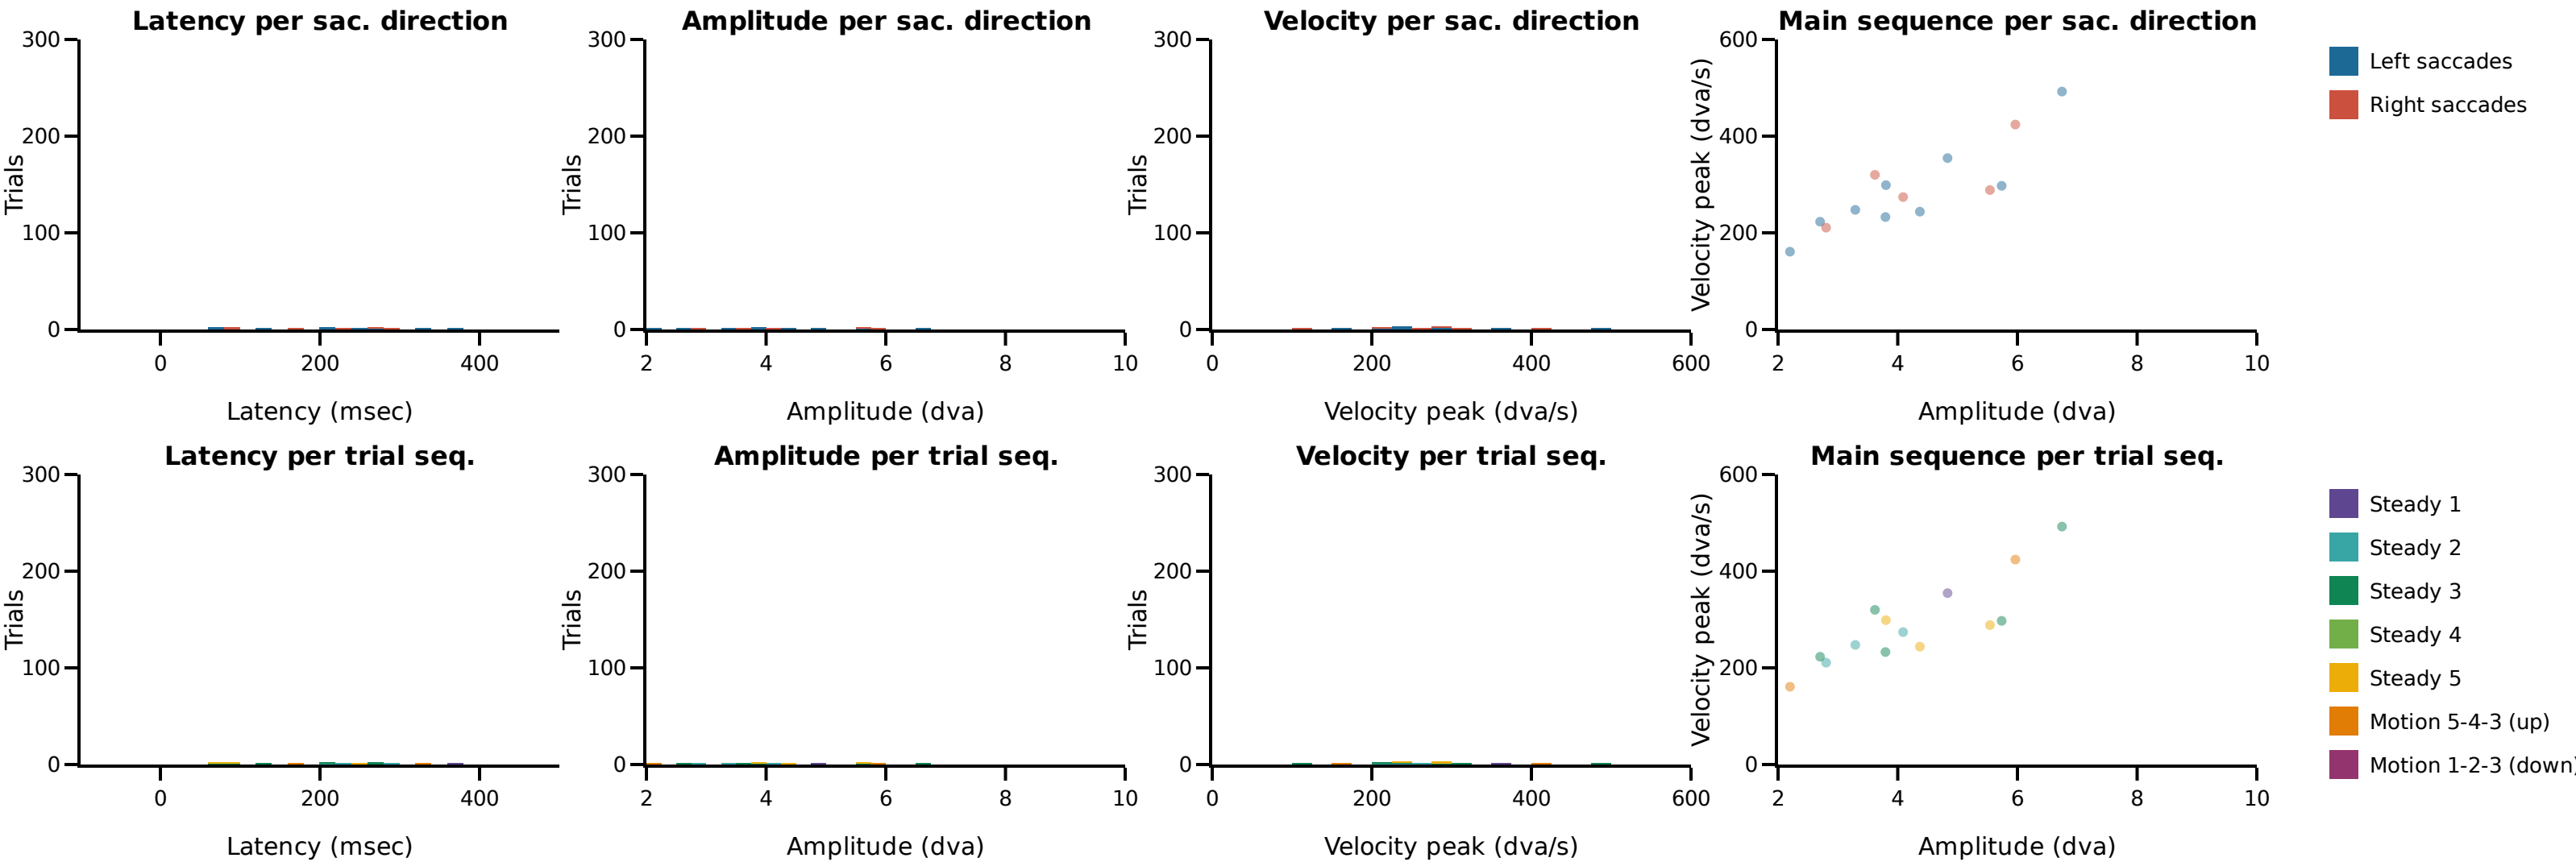 Latency per sac. direction
Amplitude per sac. direction
Velocity per sac. direction
Main sequence per sac. direction
300
200
100
0
Trials
0 200 400
Latency (msec)
300
200
100
0
Trials
2 4 6 8 10
Amplitude (dva)
300
200
100
0
Trials
0 200 400 600
Velocity peak (dva/s)
600
400
200
0
Velocity peak (dva/s)
2 4 6 8 10
Amplitude (dva)
Left saccades
Right saccades
Latency per trial seq.
Amplitude per trial seq.
Velocity per trial seq.
Main sequence per trial seq.
300
200
100
0
Trials
0 200 400
Latency (msec)
300
200
100
0
Trials
2 4 6 8 10
Amplitude (dva)
300
200
100
0
Trials
0 200 400 600
Velocity peak (dva/s)
600
400
200
0
Velocity peak (dva/s)
2 4 6 8 10
Amplitude (dva)
Steady 1
Steady 2
Steady 3
Steady 4
Steady 5
Motion 5-4-3 (up)
Motion 1-2-3 (down)